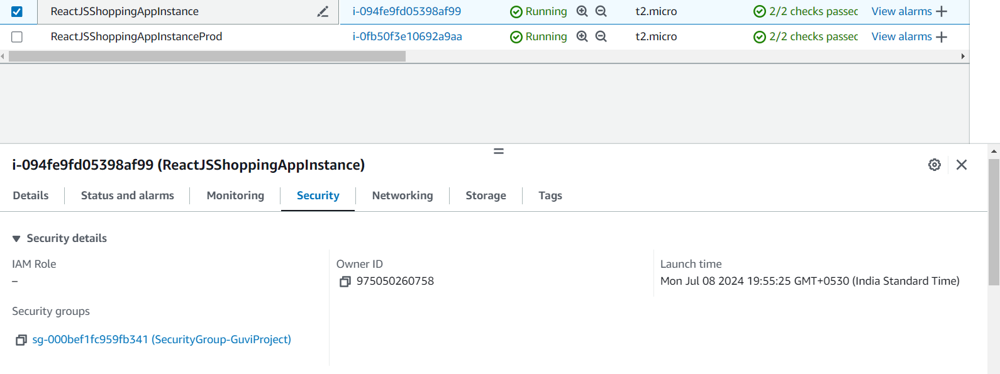 ReactJSShoppingAppInstance i-094fe9fd05398af99 Running t2.micro 2/2 checks passec View alarms
ReactJSShoppingAppInstanceProd i-0fb50f3e10692a9aa Running t2.micro 2/2 checks passec View alarms
i-094fe9fd05398af99 (ReactJSShoppingAppInstance)
Details Status and alarms Monitoring Security Networking Storage Tags
Security details
IAM Role Owner ID Launch time
– 975050260758 Mon Jul 08 2024 19:55:25 GMT+0530 (India Standard Time)
Security groups
sg-000bef1fc959fb341 (SecurityGroup-GuviProject)